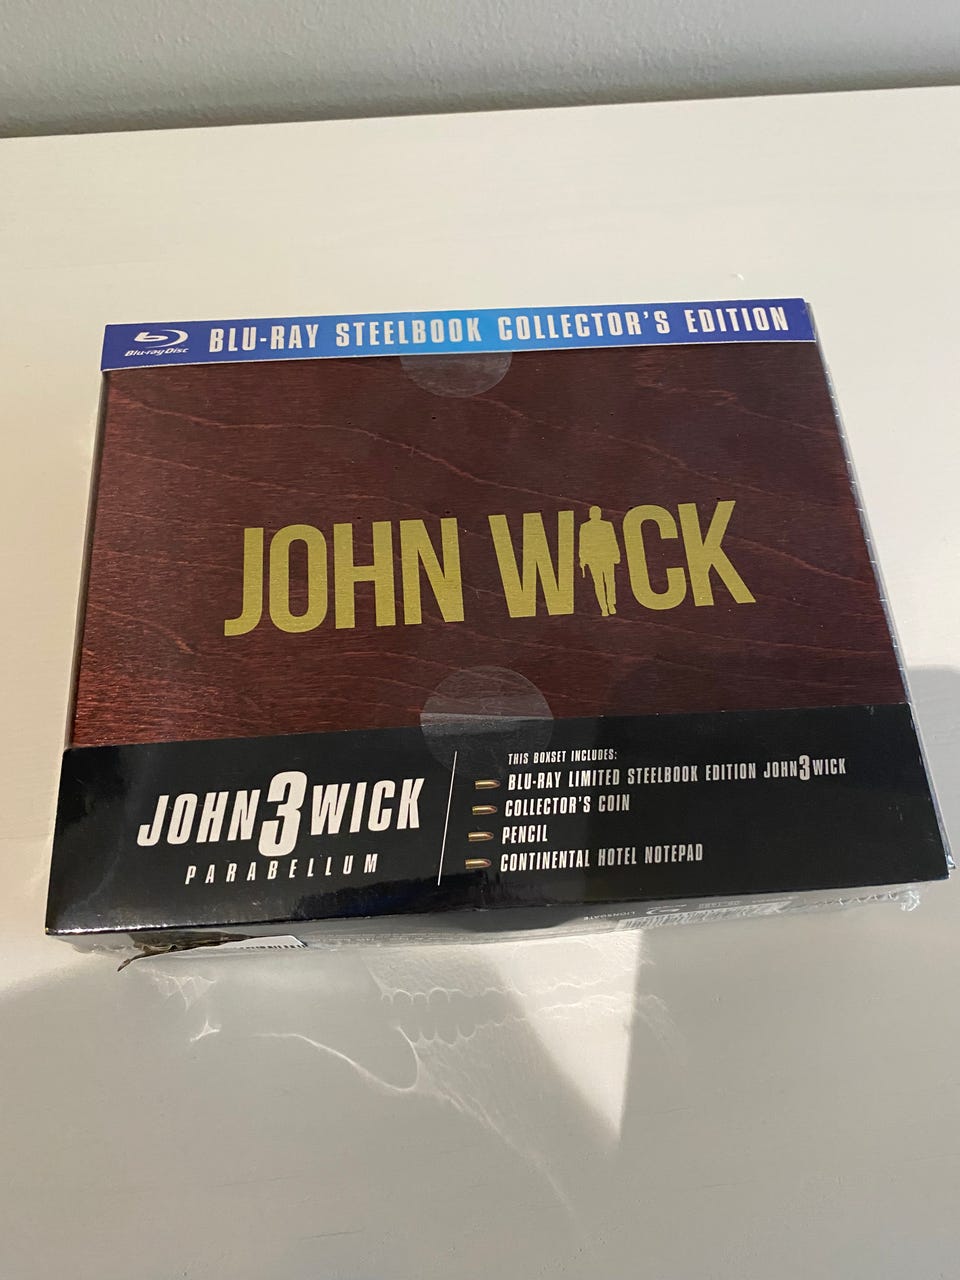 Blu-ray Disc
BLU-RAY STEELBOOK COLLECTOR'S EDITION
JOHN WICK
JOHN3WICK
PARABELLUM
THIS BOXSET INCLUDES:
BLU-RAY LIMITED STEELBOOK EDITION JOHN3WICK
COLLECTOR'S COIN
PENCIL
CONTINENTAL HOTEL NOTEPAD
LIONSGATE